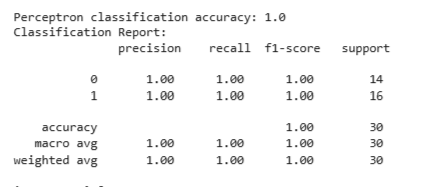 Perceptron classification accuracy: 1.0
Classification Report:
precision recall f1-score support
0 1.00 1.00 1.00 14
1 1.00 1.00 1.00 16
accuracy 1.00 30
macro avg 1.00 1.00 1.00 30
weighted avg 1.00 1.00 1.00 30